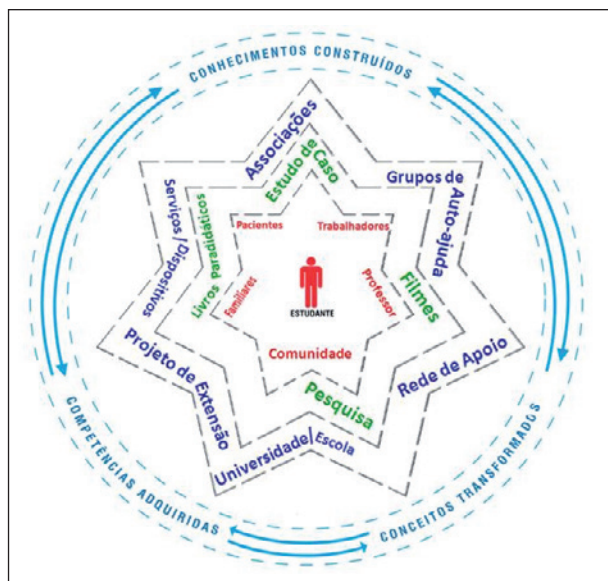 CONHECIMENTOS CONSTRUÍDOS
Associações
Estudo de
Caso
Grupos de
Auto-ajuda
Serviços/Dispositivos
Livros Paradidáticos
Pacientes
Trabalhadores
Familiares
Professor
Filmes
ESTUDANTE
Comunidade
Projeto de Extensão
Pesquisa
Rede de Apoio
Universidade/Escola
COMPETÊNCIAS ADQUIRIDAS
CONCEITOS TRANSFORMADOS